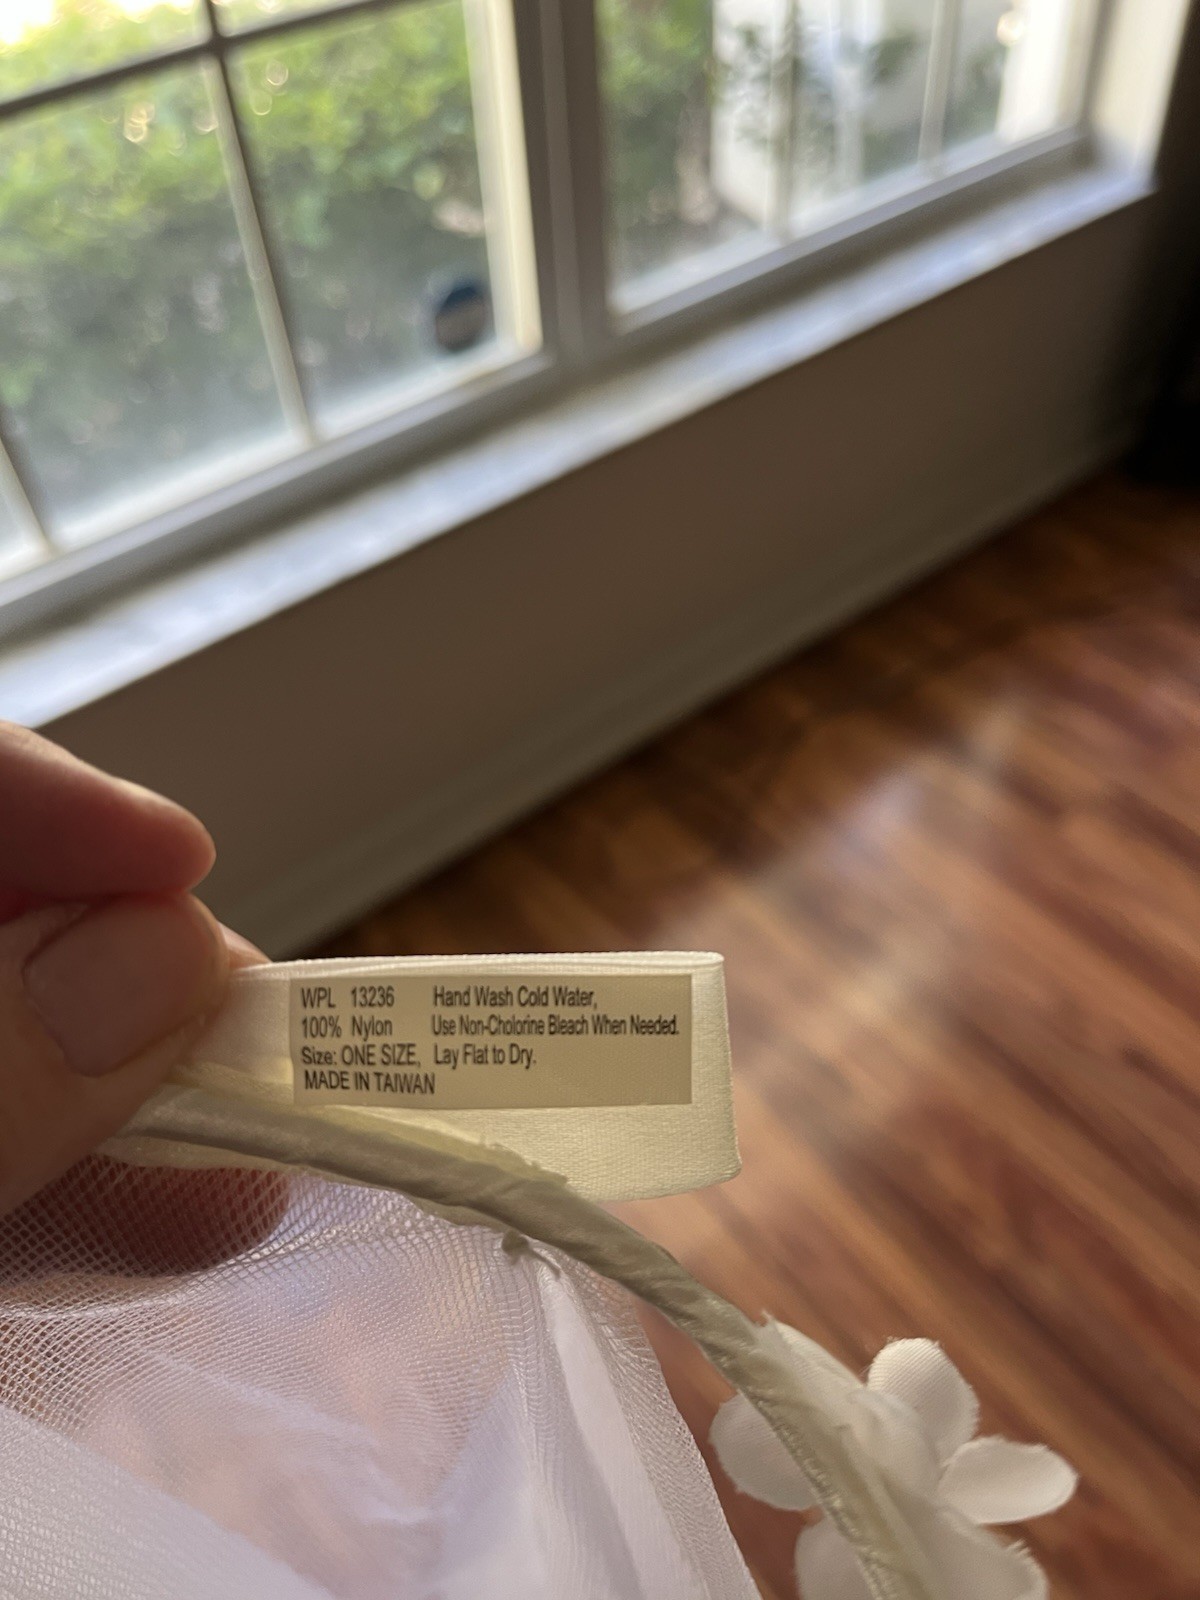 WPL 13236 Hand Wash Cold Water,
100% Nylon Use Non-Cholorine Bleach When Needed.
Size: ONE SIZE, Lay Flat to Dry.
MADE IN TAIWAN